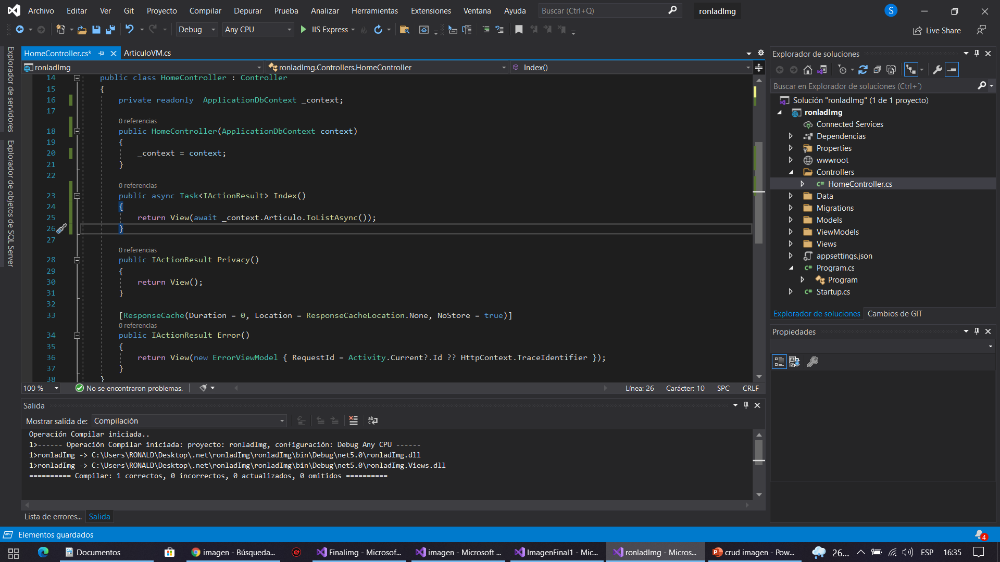 Archivo Editar Ver Git Proyecto Compilar Depurar Prueba Analizar Herramientas Extensiones Ventana Ayuda Buscar (Ctrl+Q) ronladImg S
Debug Any CPU IIS Express Live Share
Explorador de servidores
Explorador de objetos de SQL Server
HomeController.cs* ArticuloVM.cs
ronladImg ronladImg.Controllers.HomeController Index()
14 public class HomeController : Controller
15 {
16 private readonly  ApplicationDbContext _context;
17
0 referencias
18 public HomeController(ApplicationDbContext context)
19 {
20 _context = context;
21 }
22
0 referencias
23 public async Task<IActionResult> Index()
24 {
25 return View(await _context.Articulo.ToListAsync());
26 }
27
0 referencias
28 public IActionResult Privacy()
29 {
30 return View();
31 }
32
33 [ResponseCache(Duration = 0, Location = ResponseCacheLocation.None, NoStore = true)]
0 referencias
34 public IActionResult Error()
35 {
36 return View(new ErrorViewModel { RequestId = Activity.Current?.Id ?? HttpContext.TraceIdentifier });
37 }
38 }
100 % No se encontraron problemas. Línea: 26 Carácter: 10 SPC CRLF
Salida
Mostrar salida de: Compilación
Operación Compilar iniciada..
1>------ Operación Compilar iniciada: proyecto: ronladImg, configuración: Debug Any CPU ------
1>ronladImg -> C:\Users\RONALD\Desktop\.net\ronladImg\ronladImg\bin\Debug\net5.0\ronladImg.dll
1>ronladImg -> C:\Users\RONALD\Desktop\.net\ronladImg\ronladImg\bin\Debug\net5.0\ronladImg.Views.dll
========== Compilar: 1 correctos, 0 incorrectos, 0 actualizados, 0 omitidos ==========
Lista de errores... Salida
Explorador de soluciones
Buscar en Explorador de soluciones (Ctrl+´)
Solución "ronladImg" (1 de 1 proyecto)
ronladImg
Connected Services
Dependencias
Properties
wwwroot
Controllers
C# HomeController.cs
Data
Migrations
Models
ViewModels
Views
appsettings.json
C# Program.cs
Program
C# Startup.cs
Explorador de soluciones Cambios de GIT
Propiedades
Elementos guardados 4
Documentos imagen - Búsqueda... FinaIimg - Microsof... imagen - Microsoft ... ImagenFinal1 - Mic... ronladImg - Micros... crud imagen - Pow... 26... ESP 16:35